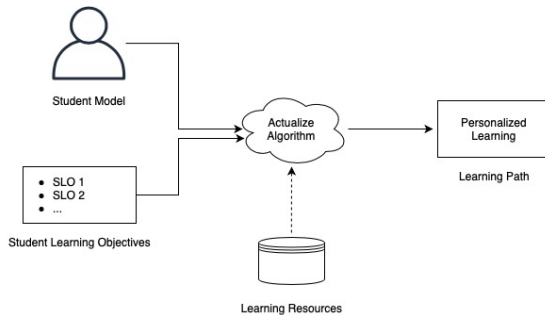 Student Model
Actualize
Algorithm
Personalized
Learning
Learning Path
• SLO 1
• SLO 2
• ...
Student Learning Objectives
Learning Resources